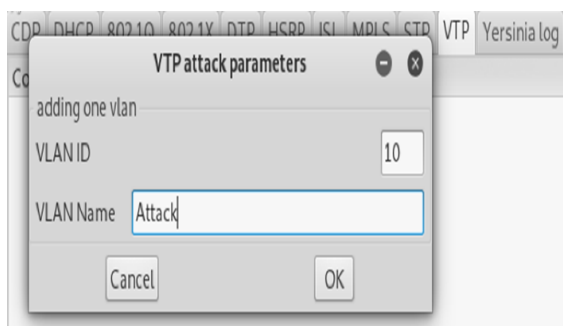 CDP DHCP 802.1Q 802.1X DTP HSRP ISL MPLS STP VTP Yersinia log
VTP attack parameters
Co
adding one vlan
VLAN ID 10
VLAN Name Attack
Cancel OK